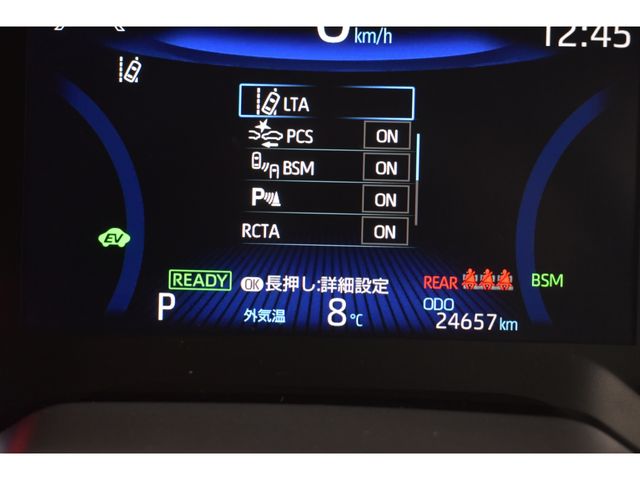 km/h
12:45
LTA
PCS ON
BSM ON
P ON
RCTA ON
EV
READY OK 長押し:詳細設定 REAR BSM
P 外気温 8℃ ODO
24657 km